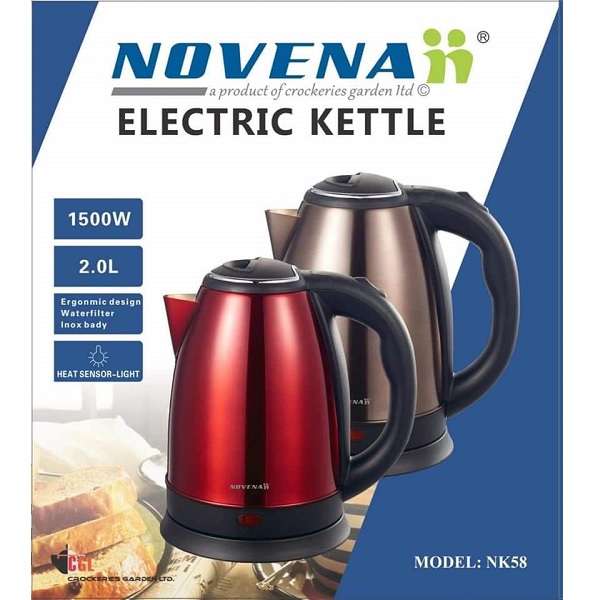 NOVENA ®
a product of crockeries garden ltd ©
ELECTRIC KETTLE
1500W
2.0L
Ergonmic design
Waterfilter
Inox bady
HEAT SENSOR-LIGHT
NOVENA
NOVENA
CGL
CROCKERIES GARDEN LTD.
MODEL: NK58